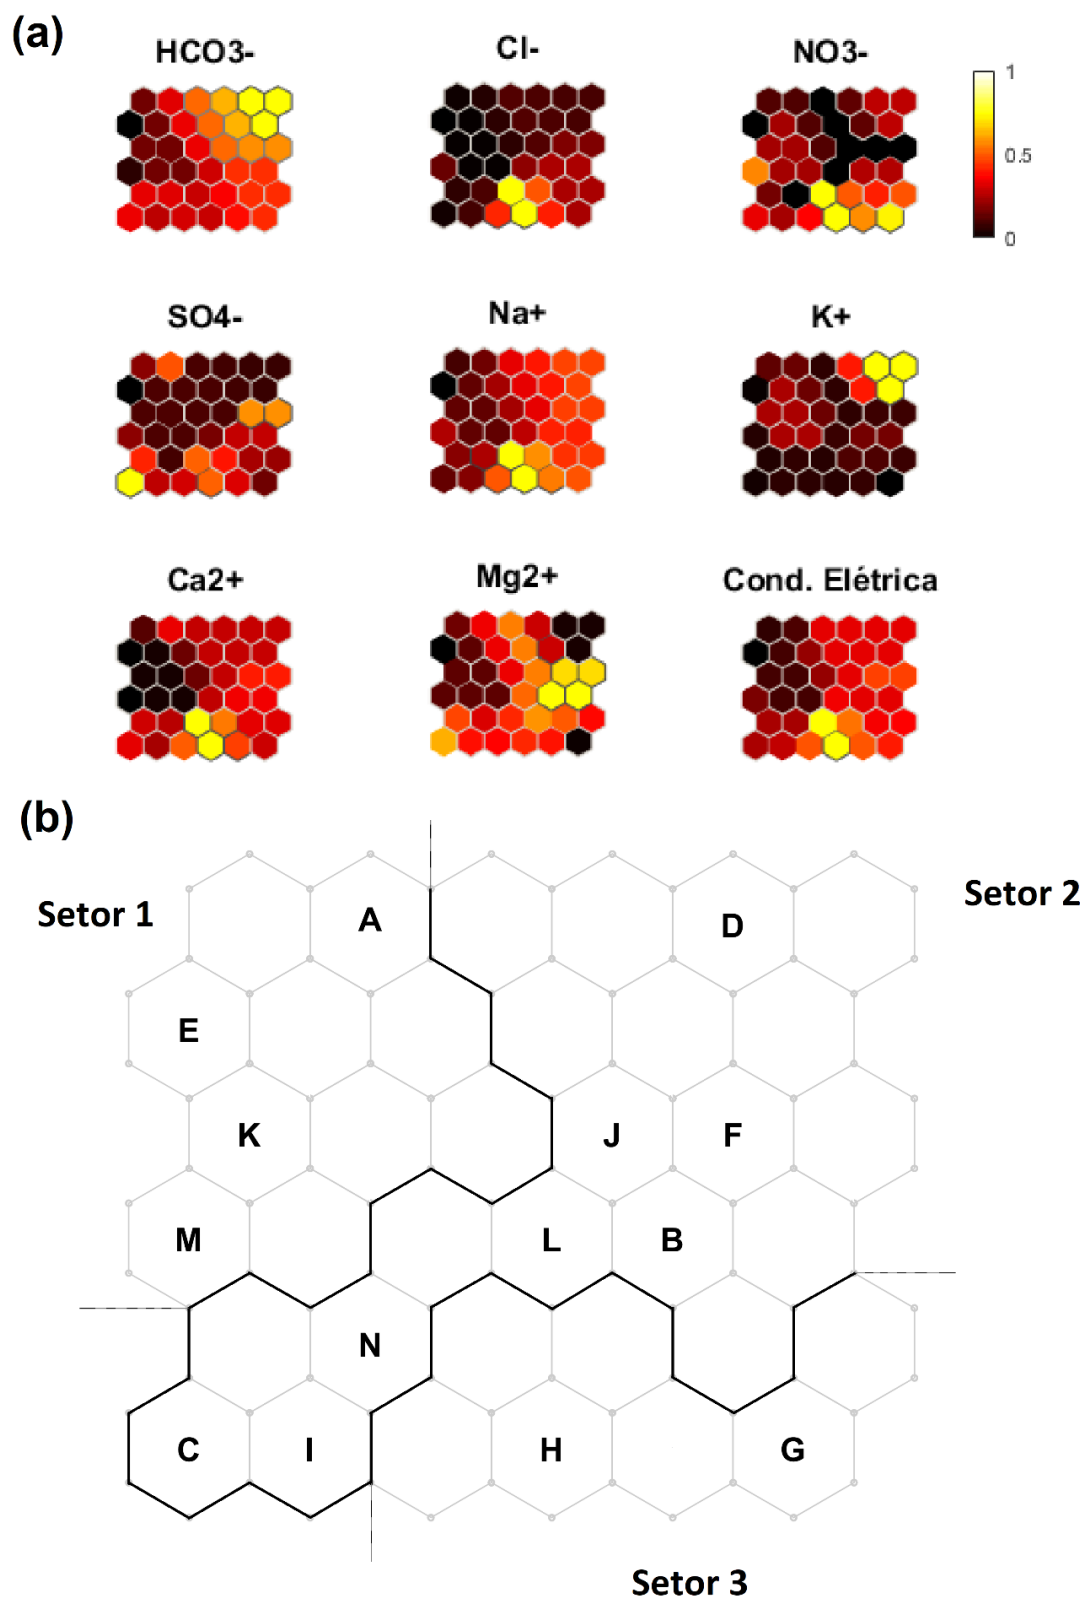 (a)
HCO3-
Cl-
NO3-
1
0.5
0
SO4-
Na+
K+
Ca2+
Mg2+
Cond. Elétrica
(b)
Setor 1
Setor 2
A
D
E
K
J
F
M
L
B
N
C
I
H
G
Setor 3